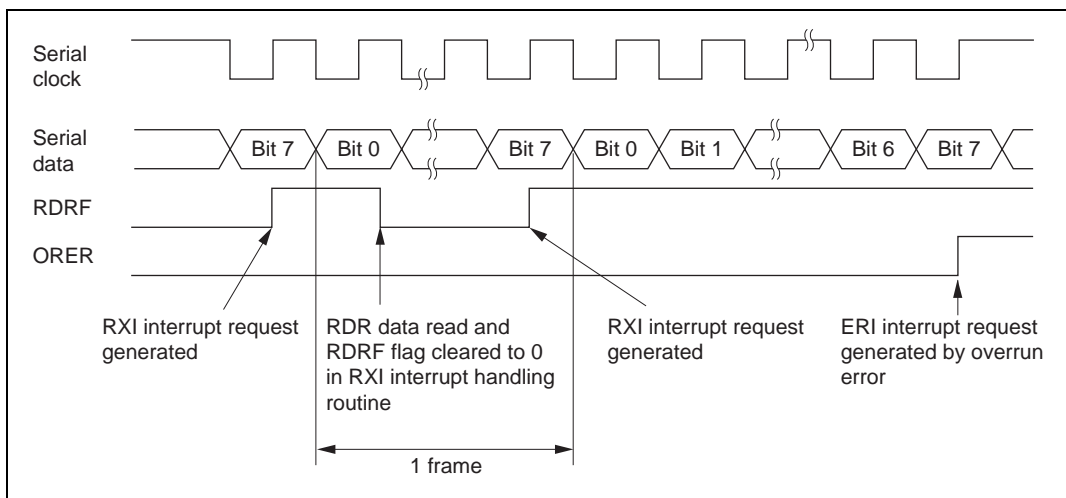 Serial
clock
Serial
data
Bit 7
Bit 0
Bit 7
Bit 0
Bit 1
Bit 6
Bit 7
RDRF
ORER
RXI interrupt request
generated
RDR data read and
RDRF flag cleared to 0
in RXI interrupt handling
routine
RXI interrupt request
generated
ERI interrupt request
generated by overrun
error
1 frame